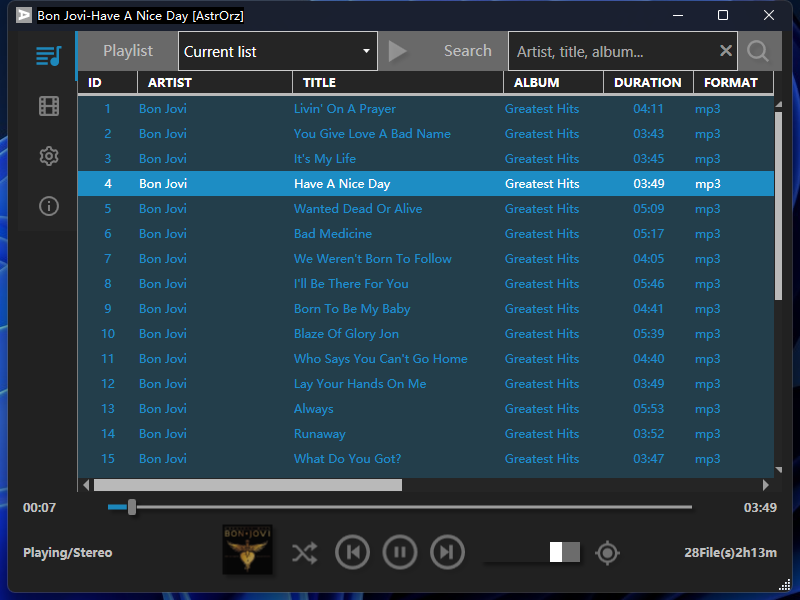 Bon Jovi-Have A Nice Day [AstrOrz]
Playlist Current list Search Artist, title, album...
ID ARTIST TITLE ALBUM DURATION FORMAT
1 Bon Jovi Livin' On A Prayer Greatest Hits 04:11 mp3
2 Bon Jovi You Give Love A Bad Name Greatest Hits 03:43 mp3
3 Bon Jovi It's My Life Greatest Hits 03:45 mp3
4 Bon Jovi Have A Nice Day Greatest Hits 03:49 mp3
5 Bon Jovi Wanted Dead Or Alive Greatest Hits 05:09 mp3
6 Bon Jovi Bad Medicine Greatest Hits 05:17 mp3
7 Bon Jovi We Weren't Born To Follow Greatest Hits 04:05 mp3
8 Bon Jovi I'll Be There For You Greatest Hits 05:46 mp3
9 Bon Jovi Born To Be My Baby Greatest Hits 04:41 mp3
10 Bon Jovi Blaze Of Glory Jon Greatest Hits 05:39 mp3
11 Bon Jovi Who Says You Can't Go Home Greatest Hits 04:40 mp3
12 Bon Jovi Lay Your Hands On Me Greatest Hits 03:49 mp3
13 Bon Jovi Always Greatest Hits 05:53 mp3
14 Bon Jovi Runaway Greatest Hits 03:52 mp3
15 Bon Jovi What Do You Got? Greatest Hits 03:47 mp3
00:07 03:49
BON·JOVI
Playing/Stereo 28File(s)2h13m